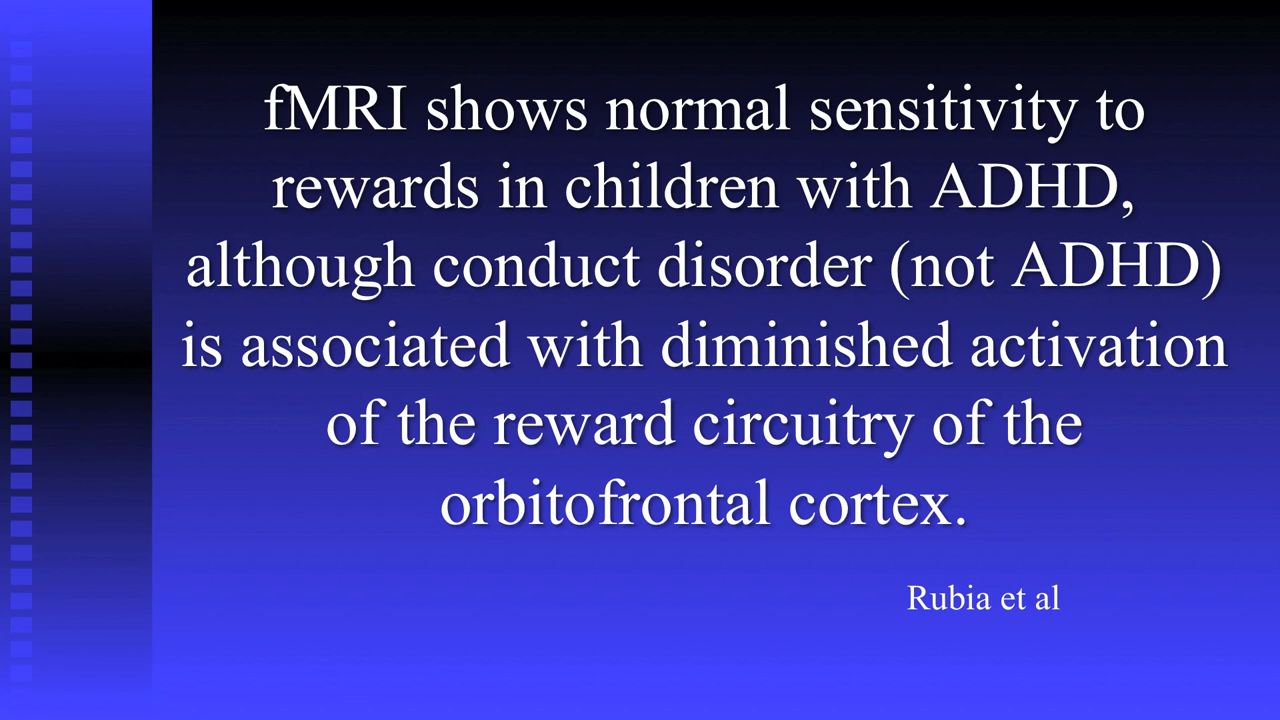 fMRI shows normal sensitivity to
rewards in children with ADHD,
although conduct disorder (not ADHD)
is associated with diminished activation
of the reward circuitry of the
orbitofrontal cortex.
Rubia et al